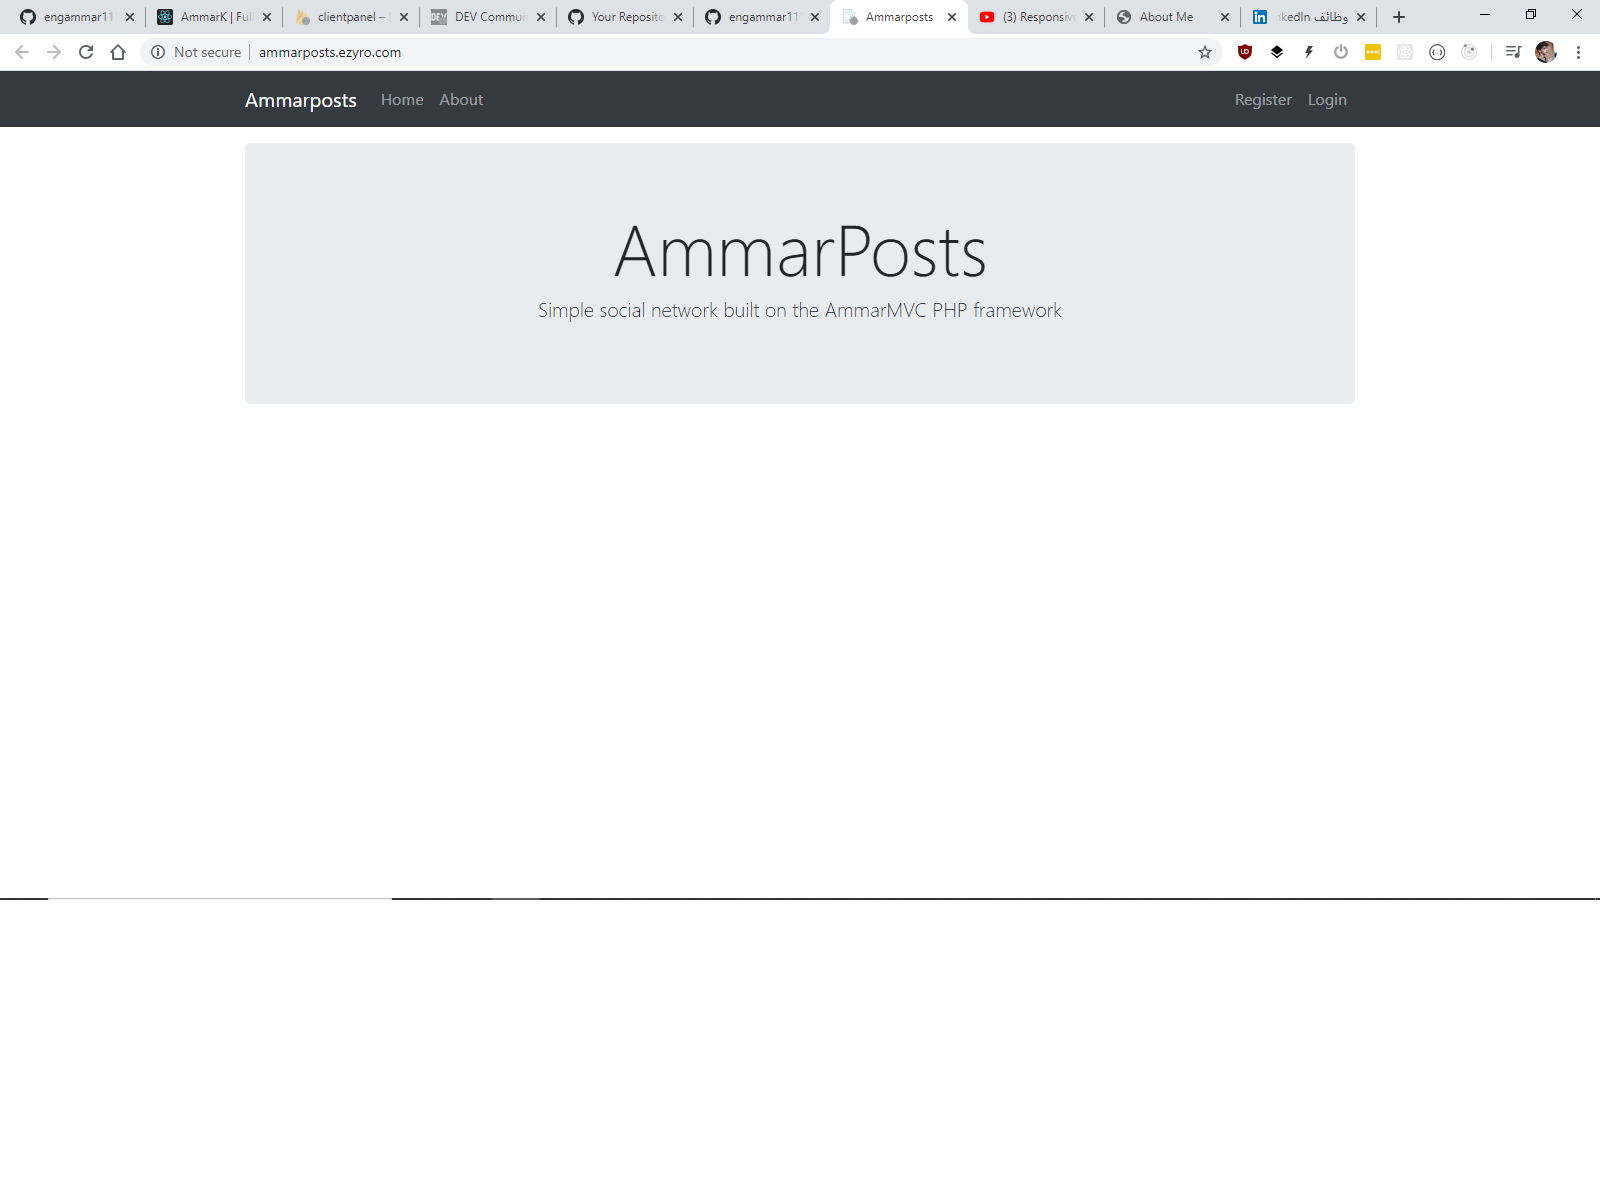 engammar11
AmmarK | Ful
clientpanel –
DEV Commun
Your Reposito
engammar11
Ammarposts
(3) Responsiv
About Me
وظائف nkedIn
Not secure
ammarposts.ezyro.com
Ammarposts
Home
About
Register
Login
AmmarPosts
Simple social network built on the AmmarMVC PHP framework